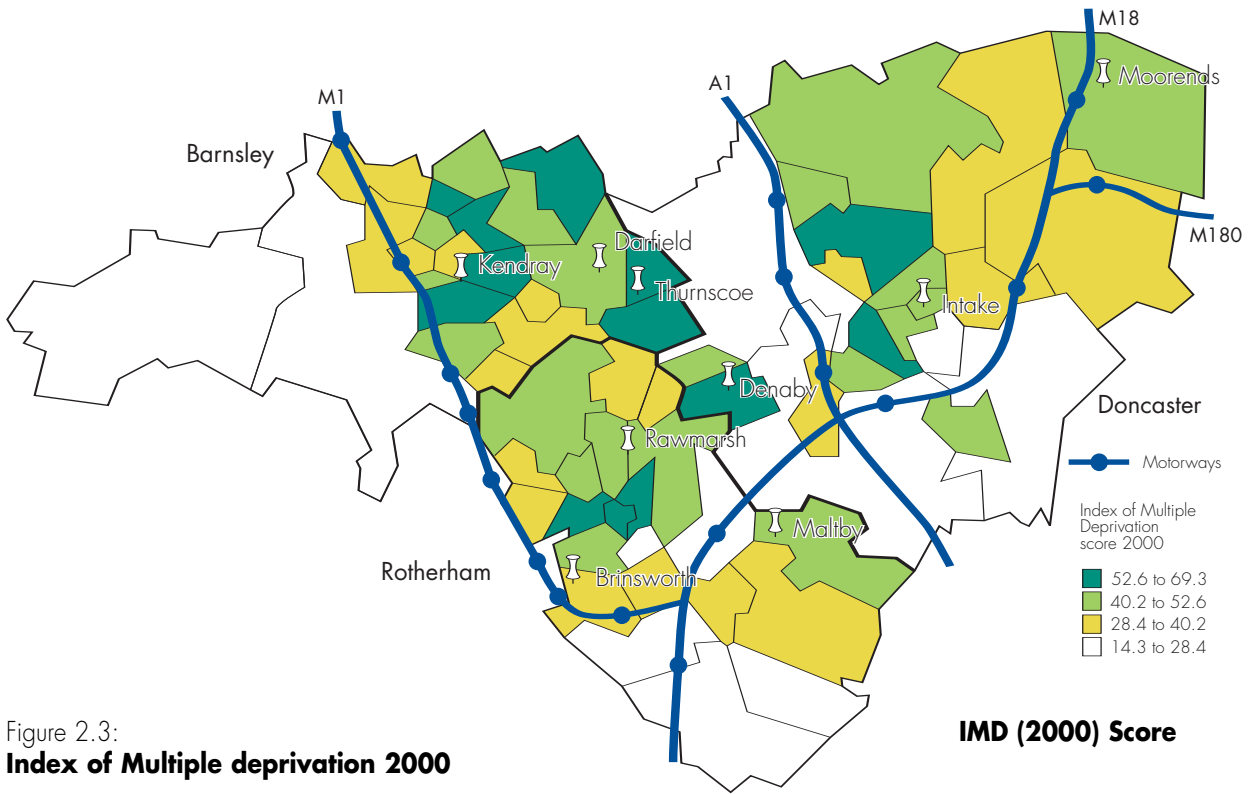 M18
Moorends
A1
M1
Barnsley
M180
Darfield
Kendray
Thurnscoe
Intake
Denaby
Doncaster
Rawmarsh
Motorways
Maltby
Index of Multiple
Deprivation
score 2000
Rotherham
Brinsworth
52.6 to 69.3
40.2 to 52.6
28.4 to 40.2
14.3 to 28.4
Figure 2.3:
Index of Multiple deprivation 2000
IMD (2000) Score